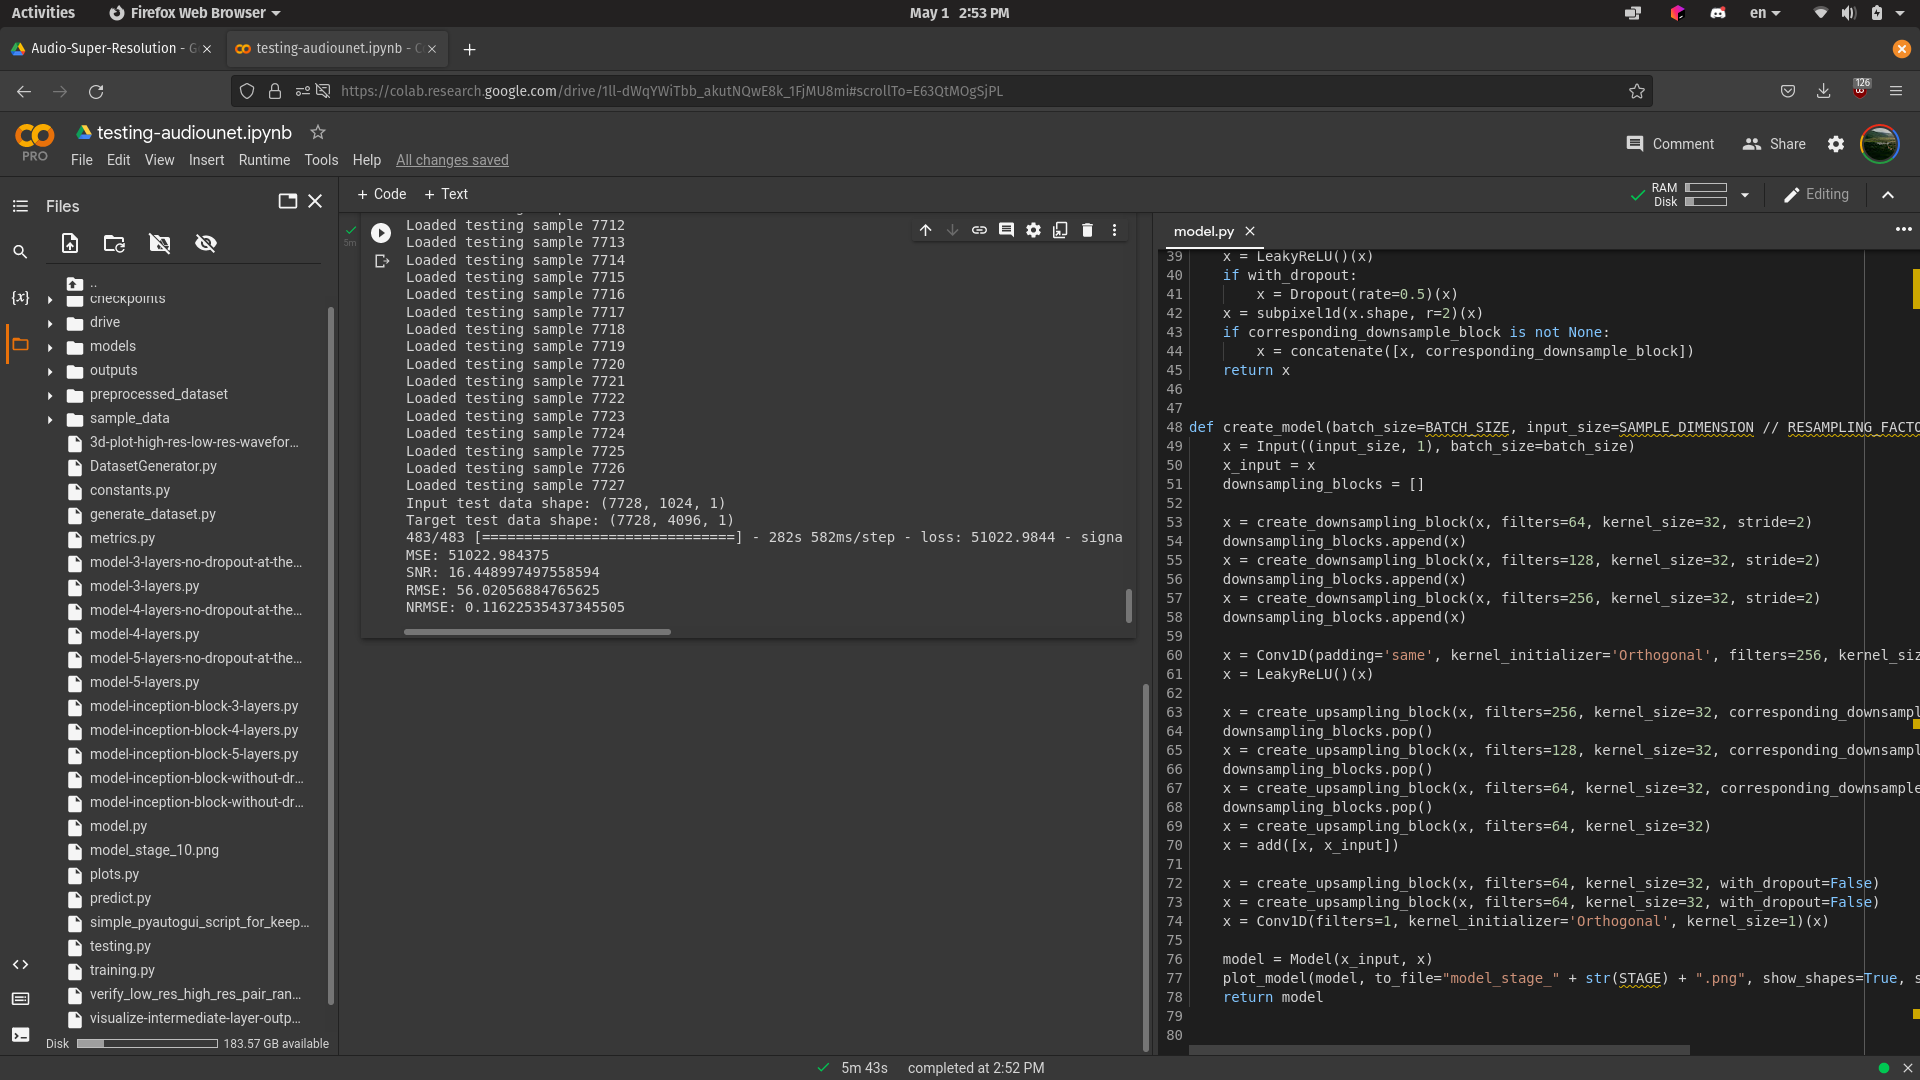 Activities
Firefox Web Browser
May 1 2:53 PM
en
Audio-Super-Resolution - G
testing-audiounet.ipynb - C
https://colab.research.google.com/drive/1ll-dWqYWiTbb_akutNQwE8k_1FjMU8mi#scrollTo=E63QtMOgSjPL
126
PRO
testing-audiounet.ipynb
File Edit View Insert Runtime Tools Help All changes saved
Comment
Share
Files
+ Code + Text
RAM
Disk
Editing
..
checkpoints
drive
models
outputs
preprocessed_dataset
sample_data
3d-plot-high-res-low-res-wavefor...
DatasetGenerator.py
constants.py
generate_dataset.py
metrics.py
model-3-layers-no-dropout-at-the...
model-3-layers.py
model-4-layers-no-dropout-at-the...
model-4-layers.py
model-5-layers-no-dropout-at-the...
model-5-layers.py
model-inception-block-3-layers.py
model-inception-block-4-layers.py
model-inception-block-5-layers.py
model-inception-block-without-dr...
model-inception-block-without-dr...
model.py
model_stage_10.png
plots.py
predict.py
simple_pyautogui_script_for_keep...
testing.py
training.py
verify_low_res_high_res_pair_ran...
visualize-intermediate-layer-outp...
Disk 183.57 GB available
5m
Loaded testing sample 7712
Loaded testing sample 7713
Loaded testing sample 7714
Loaded testing sample 7715
Loaded testing sample 7716
Loaded testing sample 7717
Loaded testing sample 7718
Loaded testing sample 7719
Loaded testing sample 7720
Loaded testing sample 7721
Loaded testing sample 7722
Loaded testing sample 7723
Loaded testing sample 7724
Loaded testing sample 7725
Loaded testing sample 7726
Loaded testing sample 7727
Input test data shape: (7728, 1024, 1)
Target test data shape: (7728, 4096, 1)
483/483 [==============================] - 282s 582ms/step - loss: 51022.9844 - signa
MSE: 51022.984375
SNR: 16.448997497558594
RMSE: 56.02056884765625
NRMSE: 0.11622535437345505
model.py
39 x = LeakyReLU()(x)
40 if with_dropout:
41 x = Dropout(rate=0.5)(x)
42 x = subpixel1d(x.shape, r=2)(x)
43 if corresponding_downsample_block is not None:
44 x = concatenate([x, corresponding_downsample_block])
45 return x
46
47
48 def create_model(batch_size=BATCH_SIZE, input_size=SAMPLE_DIMENSION // RESAMPLING_FACTO
49 x = Input((input_size, 1), batch_size=batch_size)
50 x_input = x
51 downsampling_blocks = []
52
53 x = create_downsampling_block(x, filters=64, kernel_size=32, stride=2)
54 downsampling_blocks.append(x)
55 x = create_downsampling_block(x, filters=128, kernel_size=32, stride=2)
56 downsampling_blocks.append(x)
57 x = create_downsampling_block(x, filters=256, kernel_size=32, stride=2)
58 downsampling_blocks.append(x)
59
60 x = Conv1D(padding='same', kernel_initializer='Orthogonal', filters=256, kernel_siz
61 x = LeakyReLU()(x)
62
63 x = create_upsampling_block(x, filters=256, kernel_size=32, corresponding_downsampl
64 downsampling_blocks.pop()
65 x = create_upsampling_block(x, filters=128, kernel_size=32, corresponding_downsampl
66 downsampling_blocks.pop()
67 x = create_upsampling_block(x, filters=64, kernel_size=32, corresponding_downsample
68 downsampling_blocks.pop()
69 x = create_upsampling_block(x, filters=64, kernel_size=32)
70 x = add([x, x_input])
71
72 x = create_upsampling_block(x, filters=64, kernel_size=32, with_dropout=False)
73 x = create_upsampling_block(x, filters=64, kernel_size=32, with_dropout=False)
74 x = Conv1D(filters=1, kernel_initializer='Orthogonal', kernel_size=1)(x)
75
76 model = Model(x_input, x)
77 plot_model(model, to_file="model_stage_" + str(STAGE) + ".png", show_shapes=True, s
78 return model
79
80
5m 43s completed at 2:52 PM